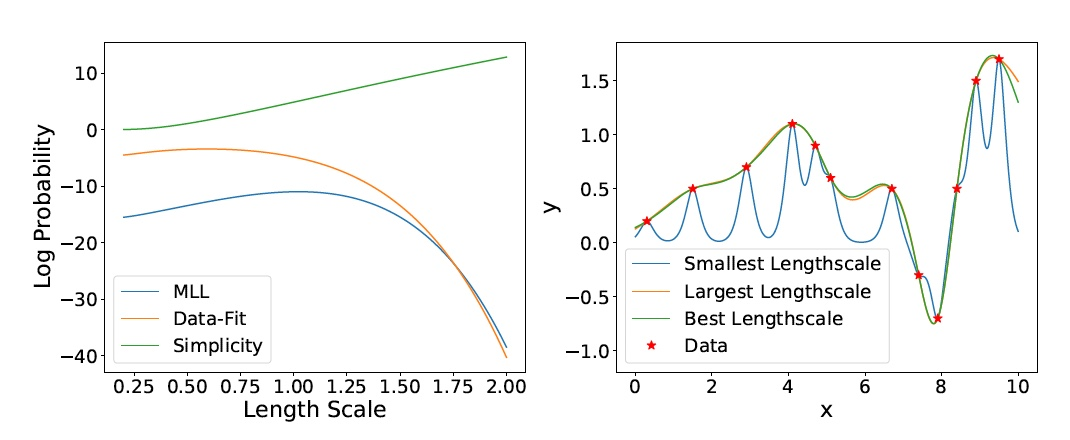 10
0
−10
−20
−30
−40
Log Probability
MLL
Data-Fit
Simplicity
0.25 0.50 0.75 1.00 1.25 1.50 1.75 2.00
Length Scale
1.5
1.0
0.5
0.0
−0.5
−1.0
y
Smallest Lengthscale
Largest Lengthscale
Best Lengthscale
Data
0 2 4 6 8 10
x